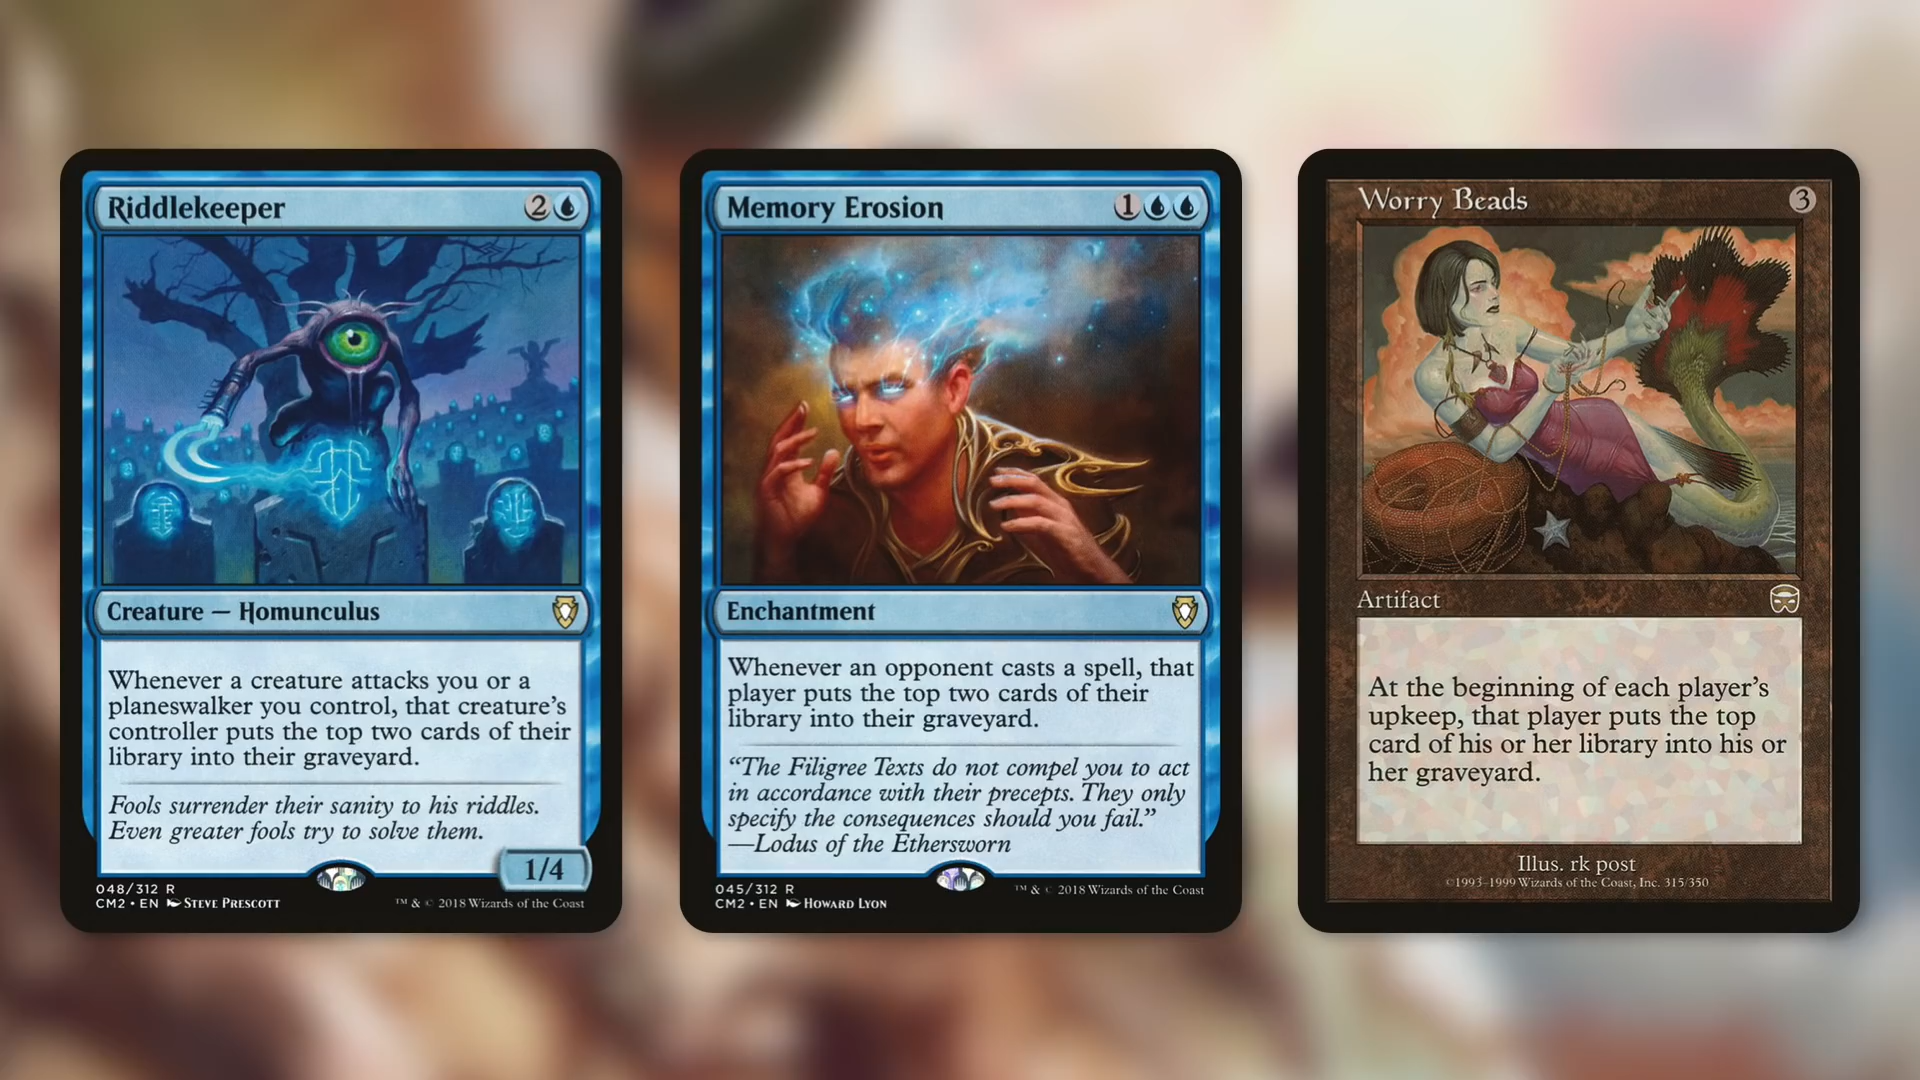 Riddlekeeper 2
Creature — Homunculus
Whenever a creature attacks you or a
planeswalker you control, that creature's
controller puts the top two cards of their
library into their graveyard.
Fools surrender their sanity to his riddles.
Even greater fools try to solve them.
1/4
048/312 R
CM2 • EN Steve Prescott
™ & © 2018 Wizards of the Coast
Memory Erosion 1
Enchantment
Whenever an opponent casts a spell, that
player puts the top two cards of their
library into their graveyard.
“The Filigree Texts do not compel you to act
in accordance with their precepts. They only
specify the consequences should you fail.”
—Lodus of the Ethersworn
045/312 R
CM2 • EN Howard Lyon
™ & © 2018 Wizards of the Coast
Worry Beads 3
Artifact
At the beginning of each player's
upkeep, that player puts the top
card of his or her library into his or
her graveyard.
Illus. rk post
©1993-1999 Wizards of the Coast, Inc. 315/350